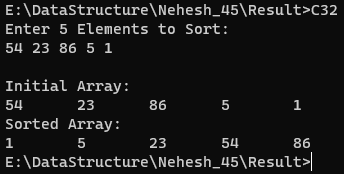 E:\DataStructure\Nehesh_45\Result>C32
Enter 5 Elements to Sort:
54 23 86 5 1
Initial Array:
54 23 86 5 1
Sorted Array:
1 5 23 54 86
E:\DataStructure\Nehesh_45\Result>